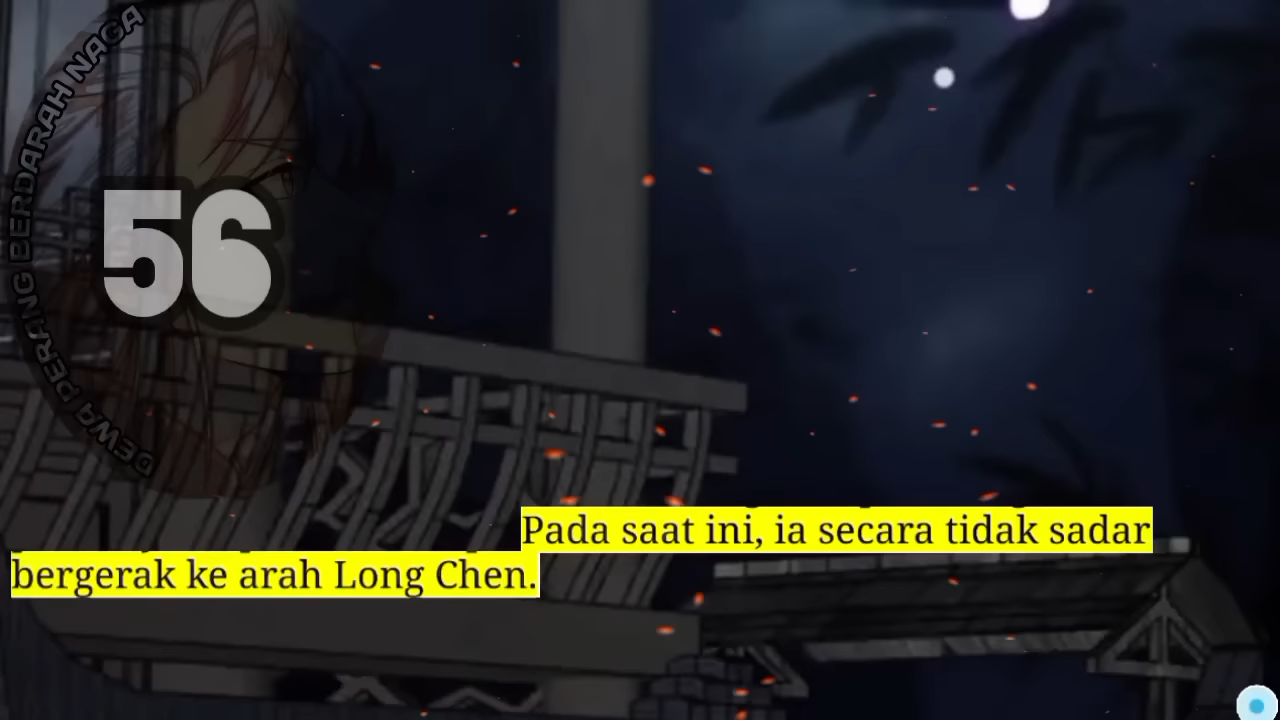 DEWA PERANG BERDARAH NAGA
56
Pada saat ini, ia secara tidak sadar
bergerak ke arah Long Chen.